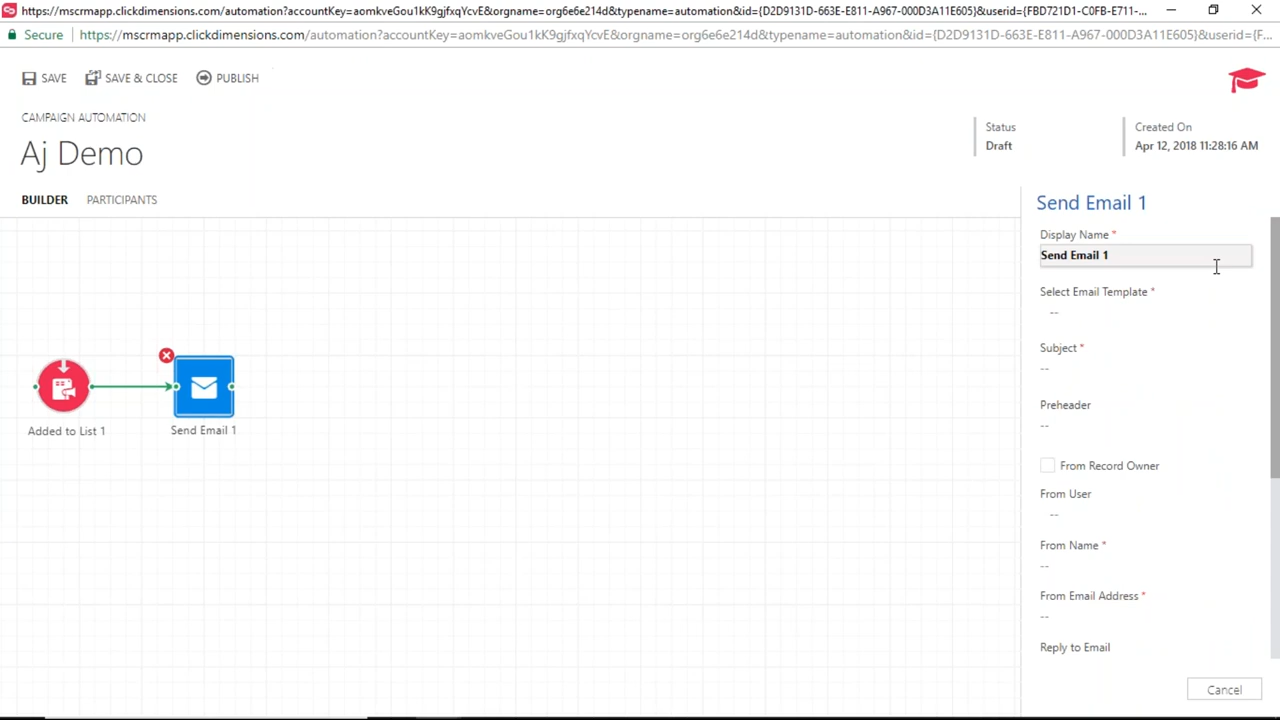 https://mscrmapp.clickdimensions.com/automation?accountKey=aomkveGou1kK9gjfxqYcvE&orgname=org6e6e214d&typename=automation&id={D2D9131D-663E-E811-A967-000D3A11E605}&userid={FBD721D1-C0FB-E711-...
Secure https://mscrmapp.clickdimensions.com/automation?accountKey=aomkveGou1kK9gjfxqYcvE&orgname=org6e6e214d&typename=automation&id={D2D9131D-663E-E811-A967-000D3A11E605}&userid={F...
SAVE SAVE & CLOSE PUBLISH
CAMPAIGN AUTOMATION
Aj Demo
Status
Draft
Created On
Apr 12, 2018 11:28:16 AM
BUILDER PARTICIPANTS
Added to List 1
Send Email 1
Send Email 1
Display Name *
Send Email 1
Select Email Template *
--
Subject *
--
Preheader
--
From Record Owner
From User
--
From Name *
--
From Email Address *
--
Reply to Email
Cancel